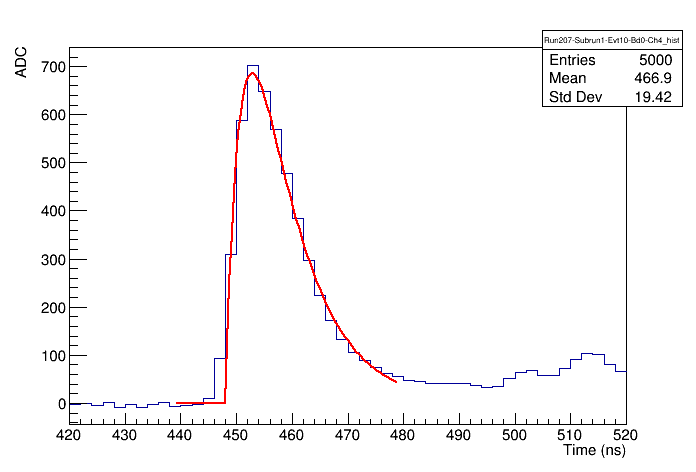 Run207-Subrun1-Evt10-Bd0-Ch4_hist
Entries 5000
Mean 466.9
Std Dev 19.42
ADC
700
600
500
400
300
200
100
0
420 430 440 450 460 470 480 490 500 510 520
Time (ns)